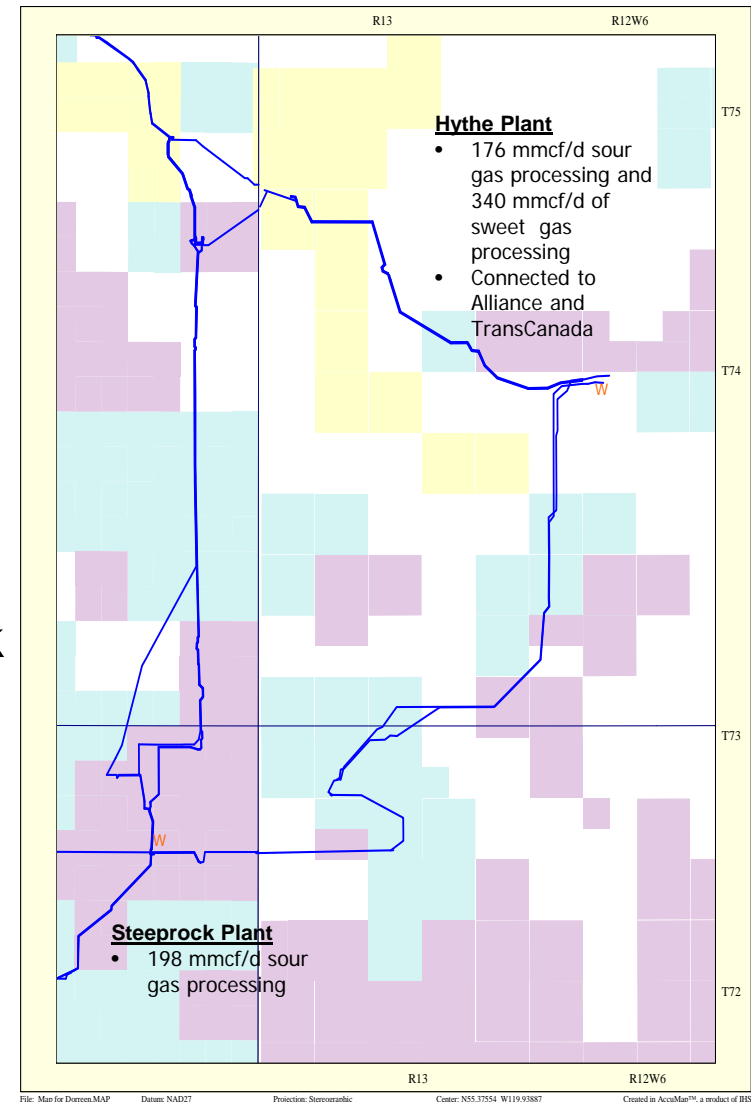 R13 R12W6
T75
Hythe Plant
• 176 mmcf/d sour
gas processing and
340 mmcf/d of
sweet gas
processing
• Connected to
Alliance and
TransCanada
T74
W
K
T73
W
Steeprock Plant
• 198 mmcf/d sour
gas processing
T72
R13 R12W6
File: Map for Dorreen.MAP Datum: NAD27 Projection: Stereographic Center: N55.37554 W119.93887 Created in AccuMap™, a product of IHS